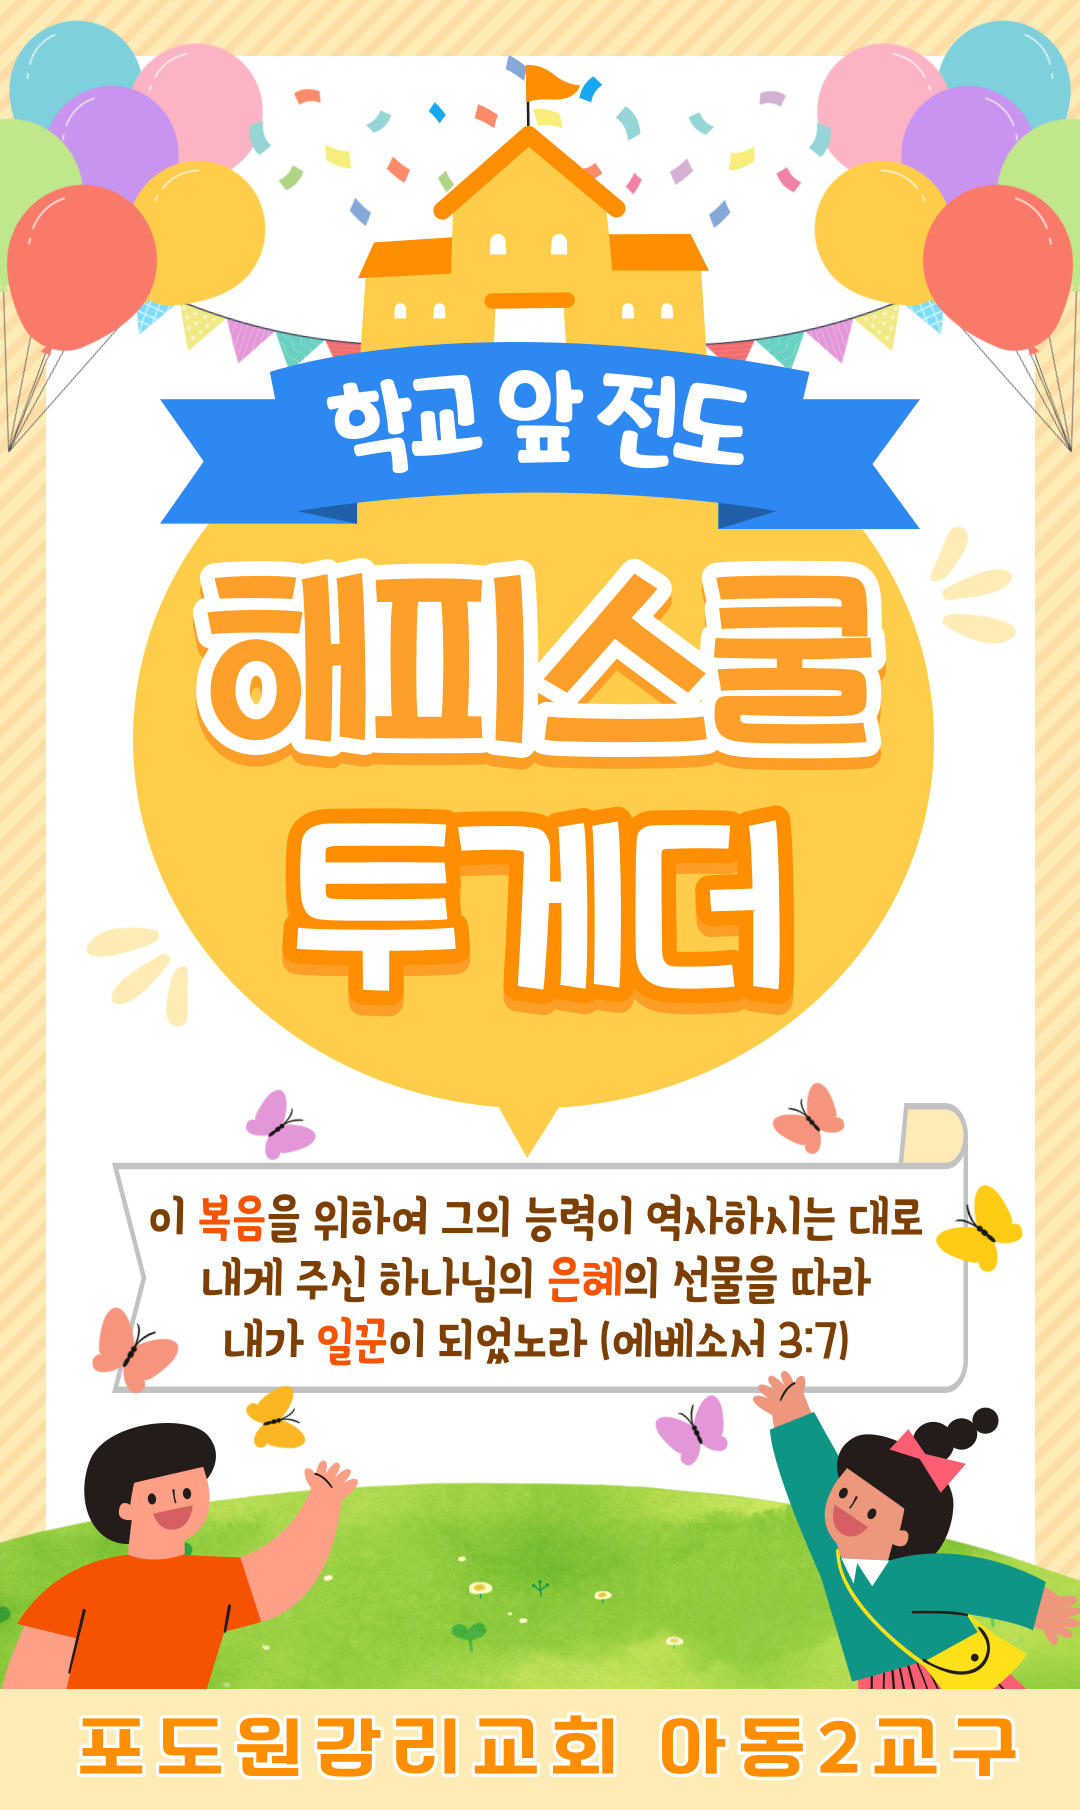 학교 앞 전도
해피스쿨
투게더
이 복음을 위하여 그의 능력이 역사하시는 대로
내게 주신 하나님의 은혜의 선물을 따라
내가 일꾼이 되었노라 (에베소서 3:7)
포도원감리교회 아동2교구